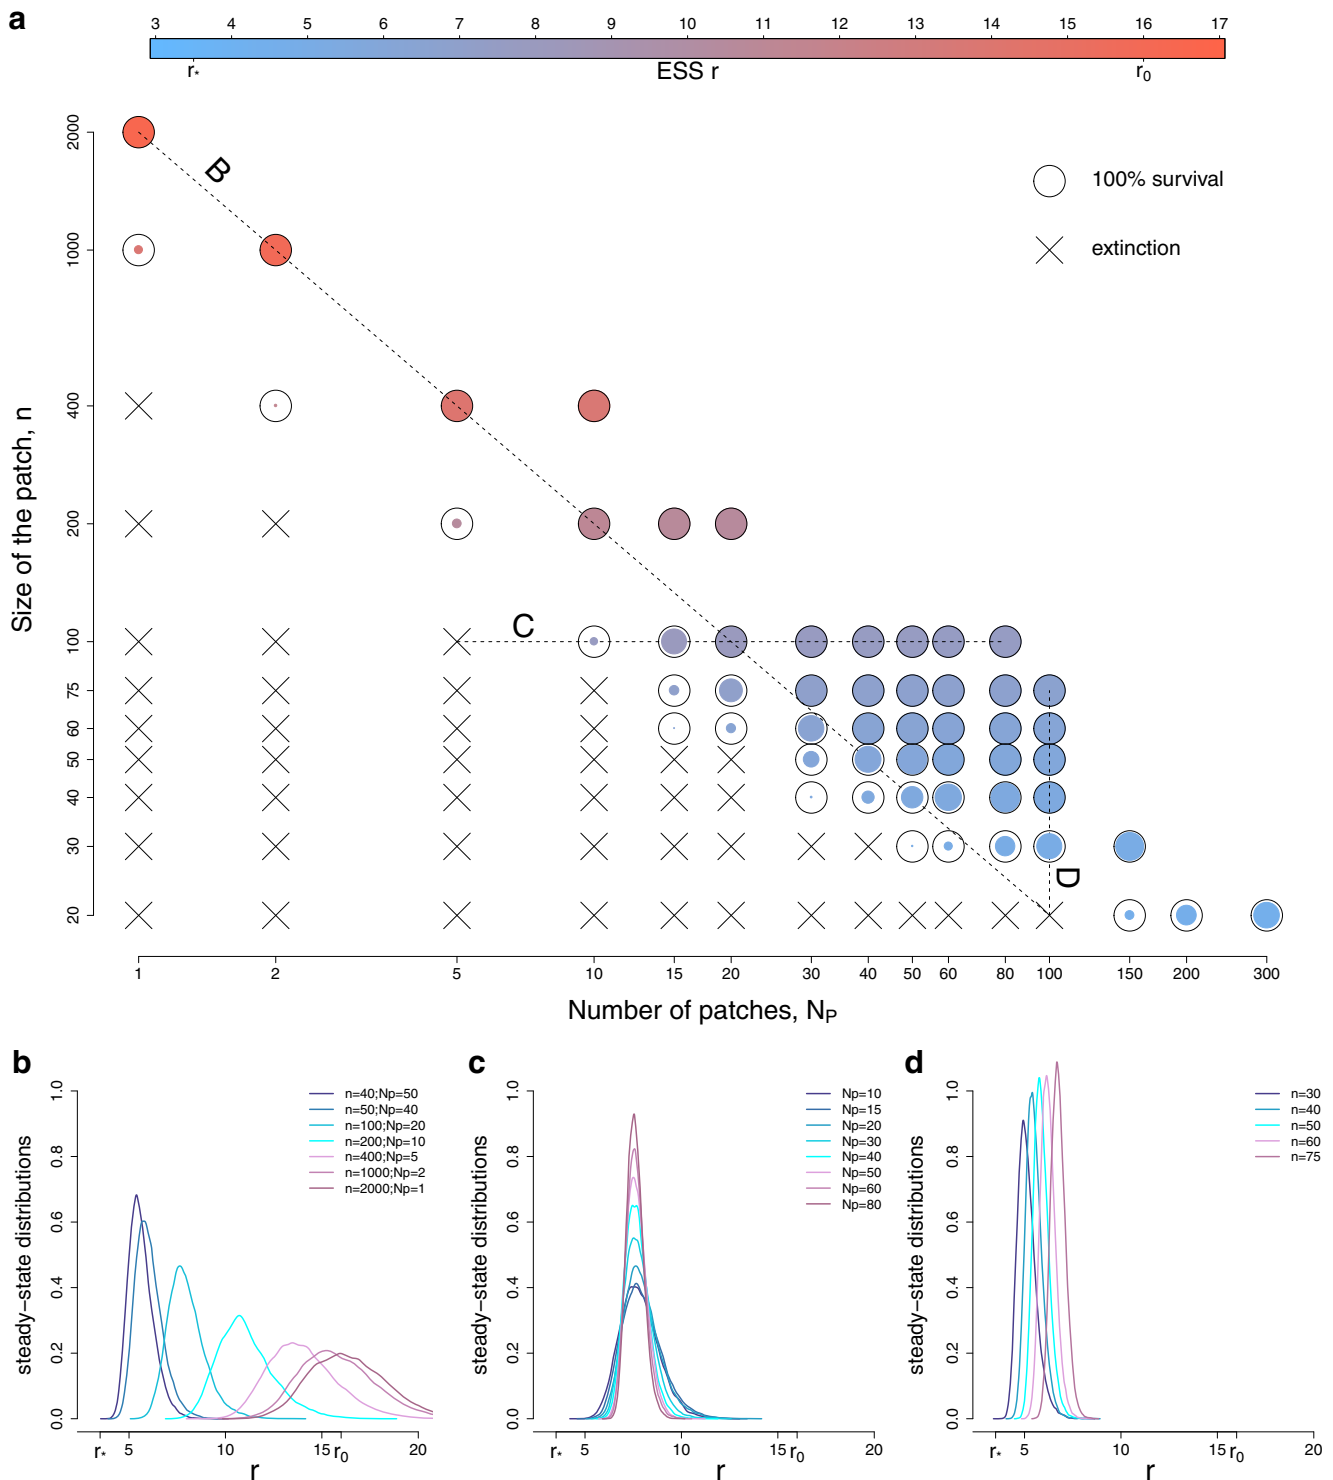 a
3 4 5 6 7 8 9 10 11 12 13 14 15 16 17
r* ESS r r0
B
100% survival
extinction
C
D
Size of the patch, n
2000
1000
400
200
100
75
60
50
40
30
20
1 2 5 10 15 20 30 40 50 60 80 100 150 200 300
Number of patches, NP
b
steady−state distributions
1.0
0.8
0.6
0.4
0.2
0.0
n=40;Np=50
n=50;Np=40
n=100;Np=20
n=200;Np=10
n=400;Np=5
n=1000;Np=2
n=2000;Np=1
r* 5 10 15 r0 20
r
c
steady−state distributions
1.0
0.8
0.6
0.4
0.2
0.0
Np=10
Np=15
Np=20
Np=30
Np=40
Np=50
Np=60
Np=80
r* 5 10 15 r0 20
r
d
steady−state distributions
1.0
0.8
0.6
0.4
0.2
0.0
n=30
n=40
n=50
n=60
n=75
r* 5 10 15 r0 20
r